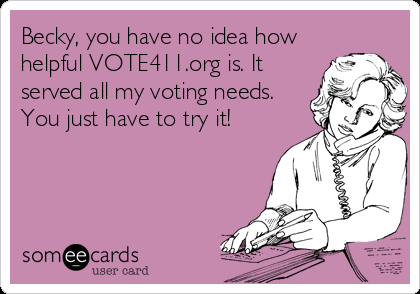 Becky, you have no idea how
helpful VOTE411.org is. It
served all my voting needs.
You just have to try it!
someecards
user card